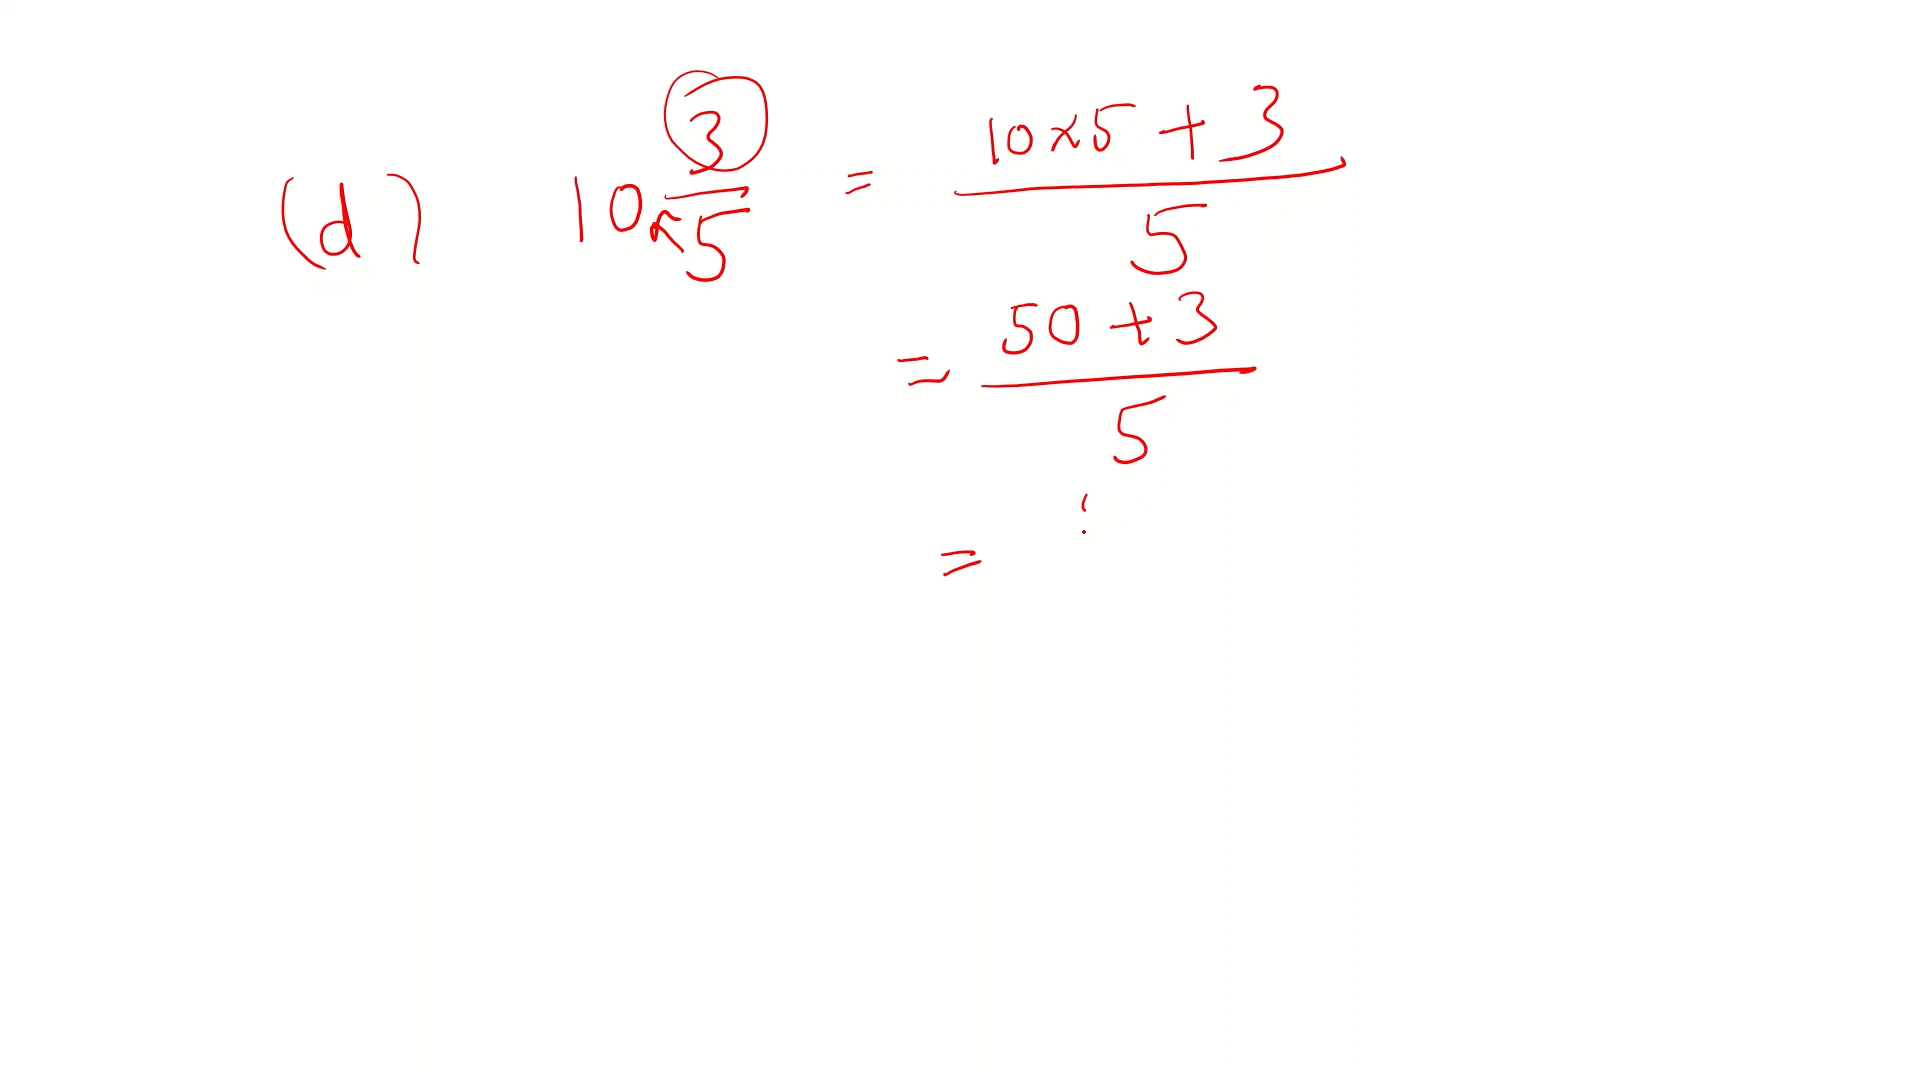 (d) 10 3/5 = (10×5+3)/5
= (50+3)/5
=